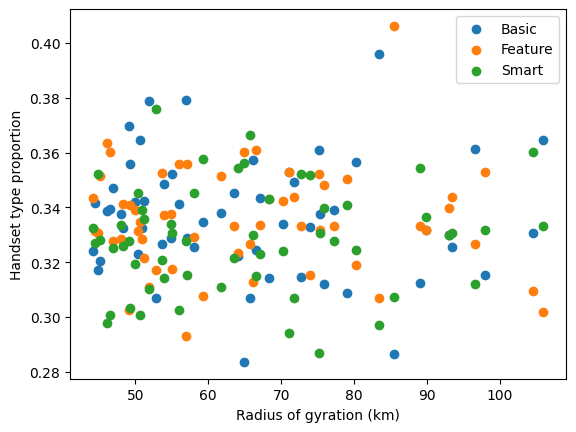 Basic
Feature
Smart
0.40
0.38
0.36
0.34
0.32
0.30
0.28
Handset type proportion
50 60 70 80 90 100
Radius of gyration (km)